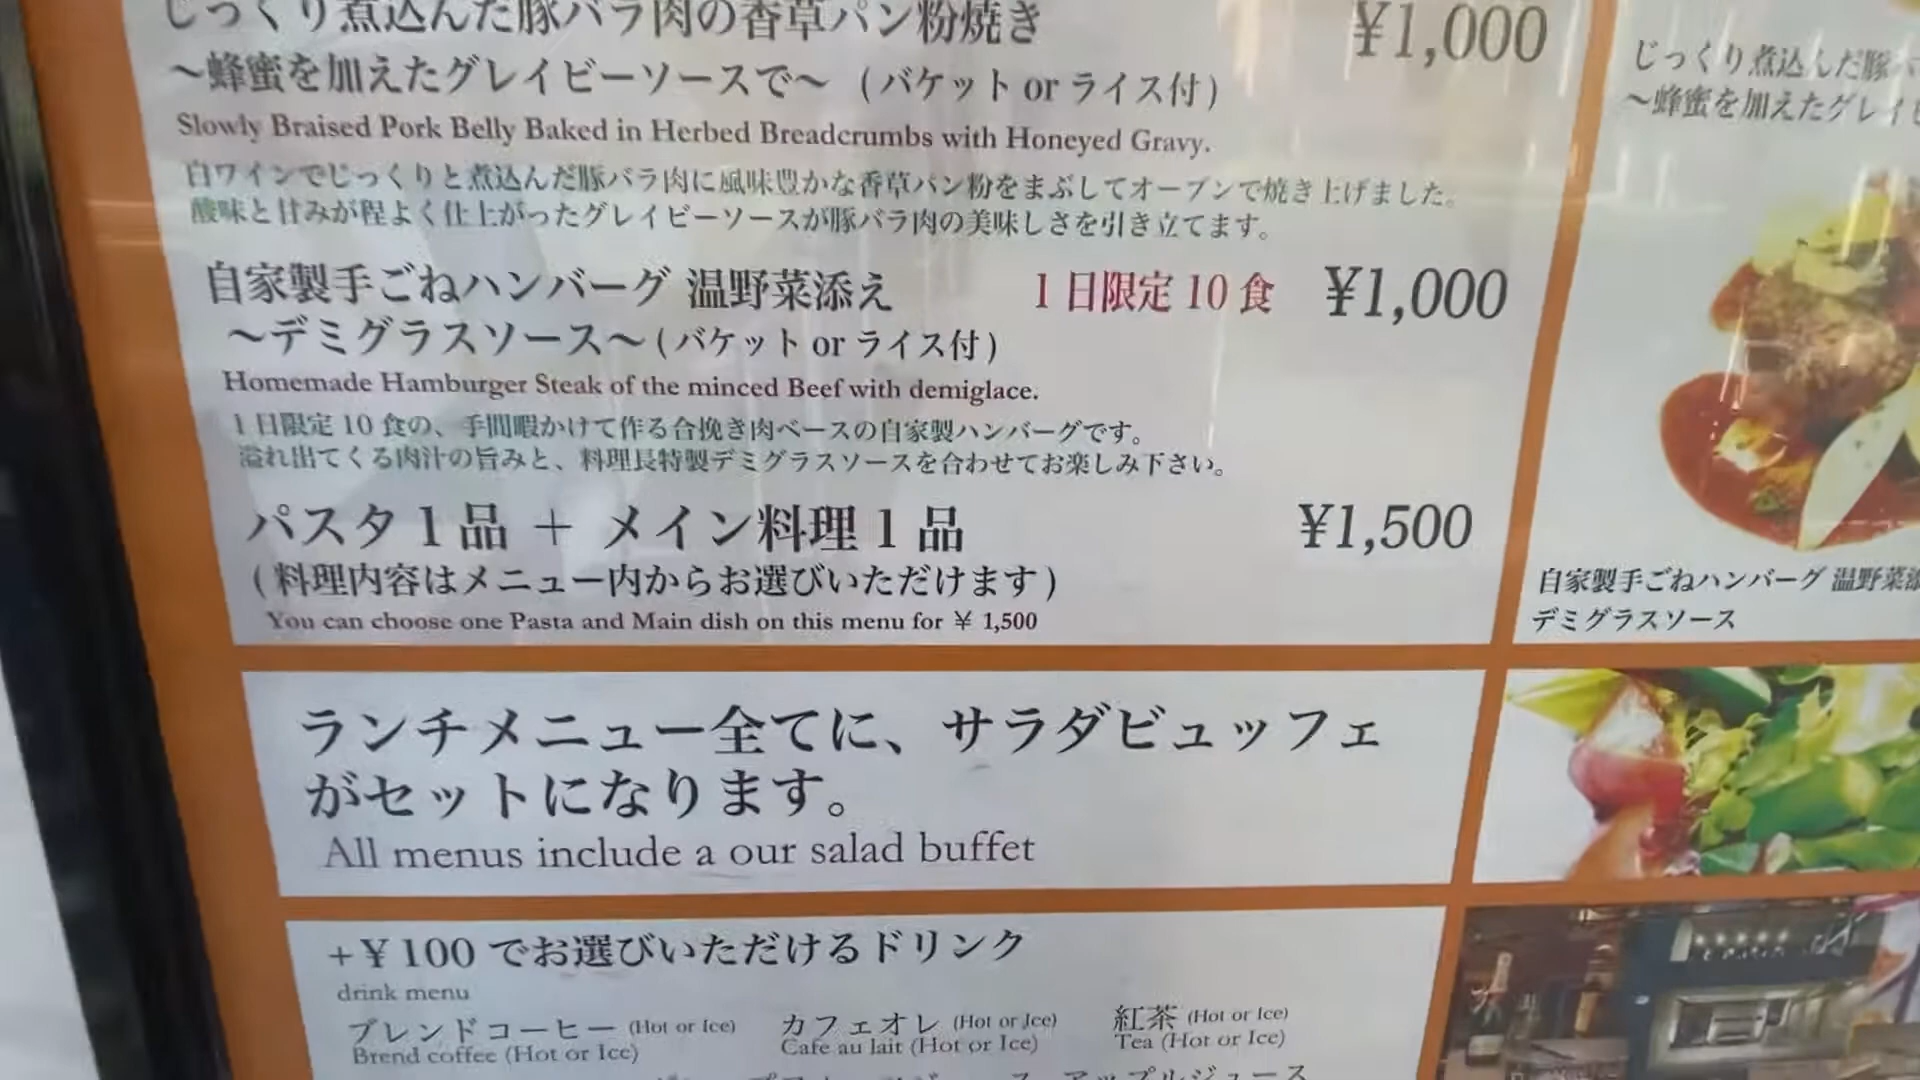 じっくり煮込んだ豚バラ肉の香草パン粉焼き ¥1,000
～蜂蜜を加えたグレイビーソースで～ (バケット or ライス付)
Slowly Braised Pork Belly Baked in Herbed Breadcrumbs with Honeyed Gravy.
白ワインでじっくりと煮込んだ豚バラ肉に風味豊かな香草パン粉をまぶしてオーブンで焼き上げました。
酸味と甘みが程よく仕上がったグレイビーソースが豚バラ肉の美味しさを引き立てます。
自家製手ごねハンバーグ 温野菜添え 1日限定10食 ¥1,000
～デミグラスソース～(バケット or ライス付)
Homemade Hamburger Steak of the minced Beef with demiglace.
1日限定10食の、手間暇かけて作る合挽き肉ベースの自家製ハンバーグです。
溢れ出てくる肉汁の旨みと、料理長特製デミグラスソースを合わせてお楽しみ下さい。
パスタ1品 + メイン料理1品 ¥1,500
(料理内容はメニュー内からお選びいただけます)
You can choose one Pasta and Main dish on this menu for ¥ 1,500
じっくり煮込んだ豚
～蜂蜜を加えたグレイ
自家製手ごねハンバーグ 温野菜
デミグラスソース
ランチメニュー全てに、サラダビュッフェ
がセットになります。
All menus include a our salad buffet
+¥100でお選びいただけるドリンク
drink menu
ブレンドコーヒー (Hot or Ice) カフェオレ (Hot or Ice) 紅茶 (Hot or Ice)
Brend coffee (Hot or Ice) Cafe au lait (Hot or Ice) Tea (Hot or Ice)
アップルジュース